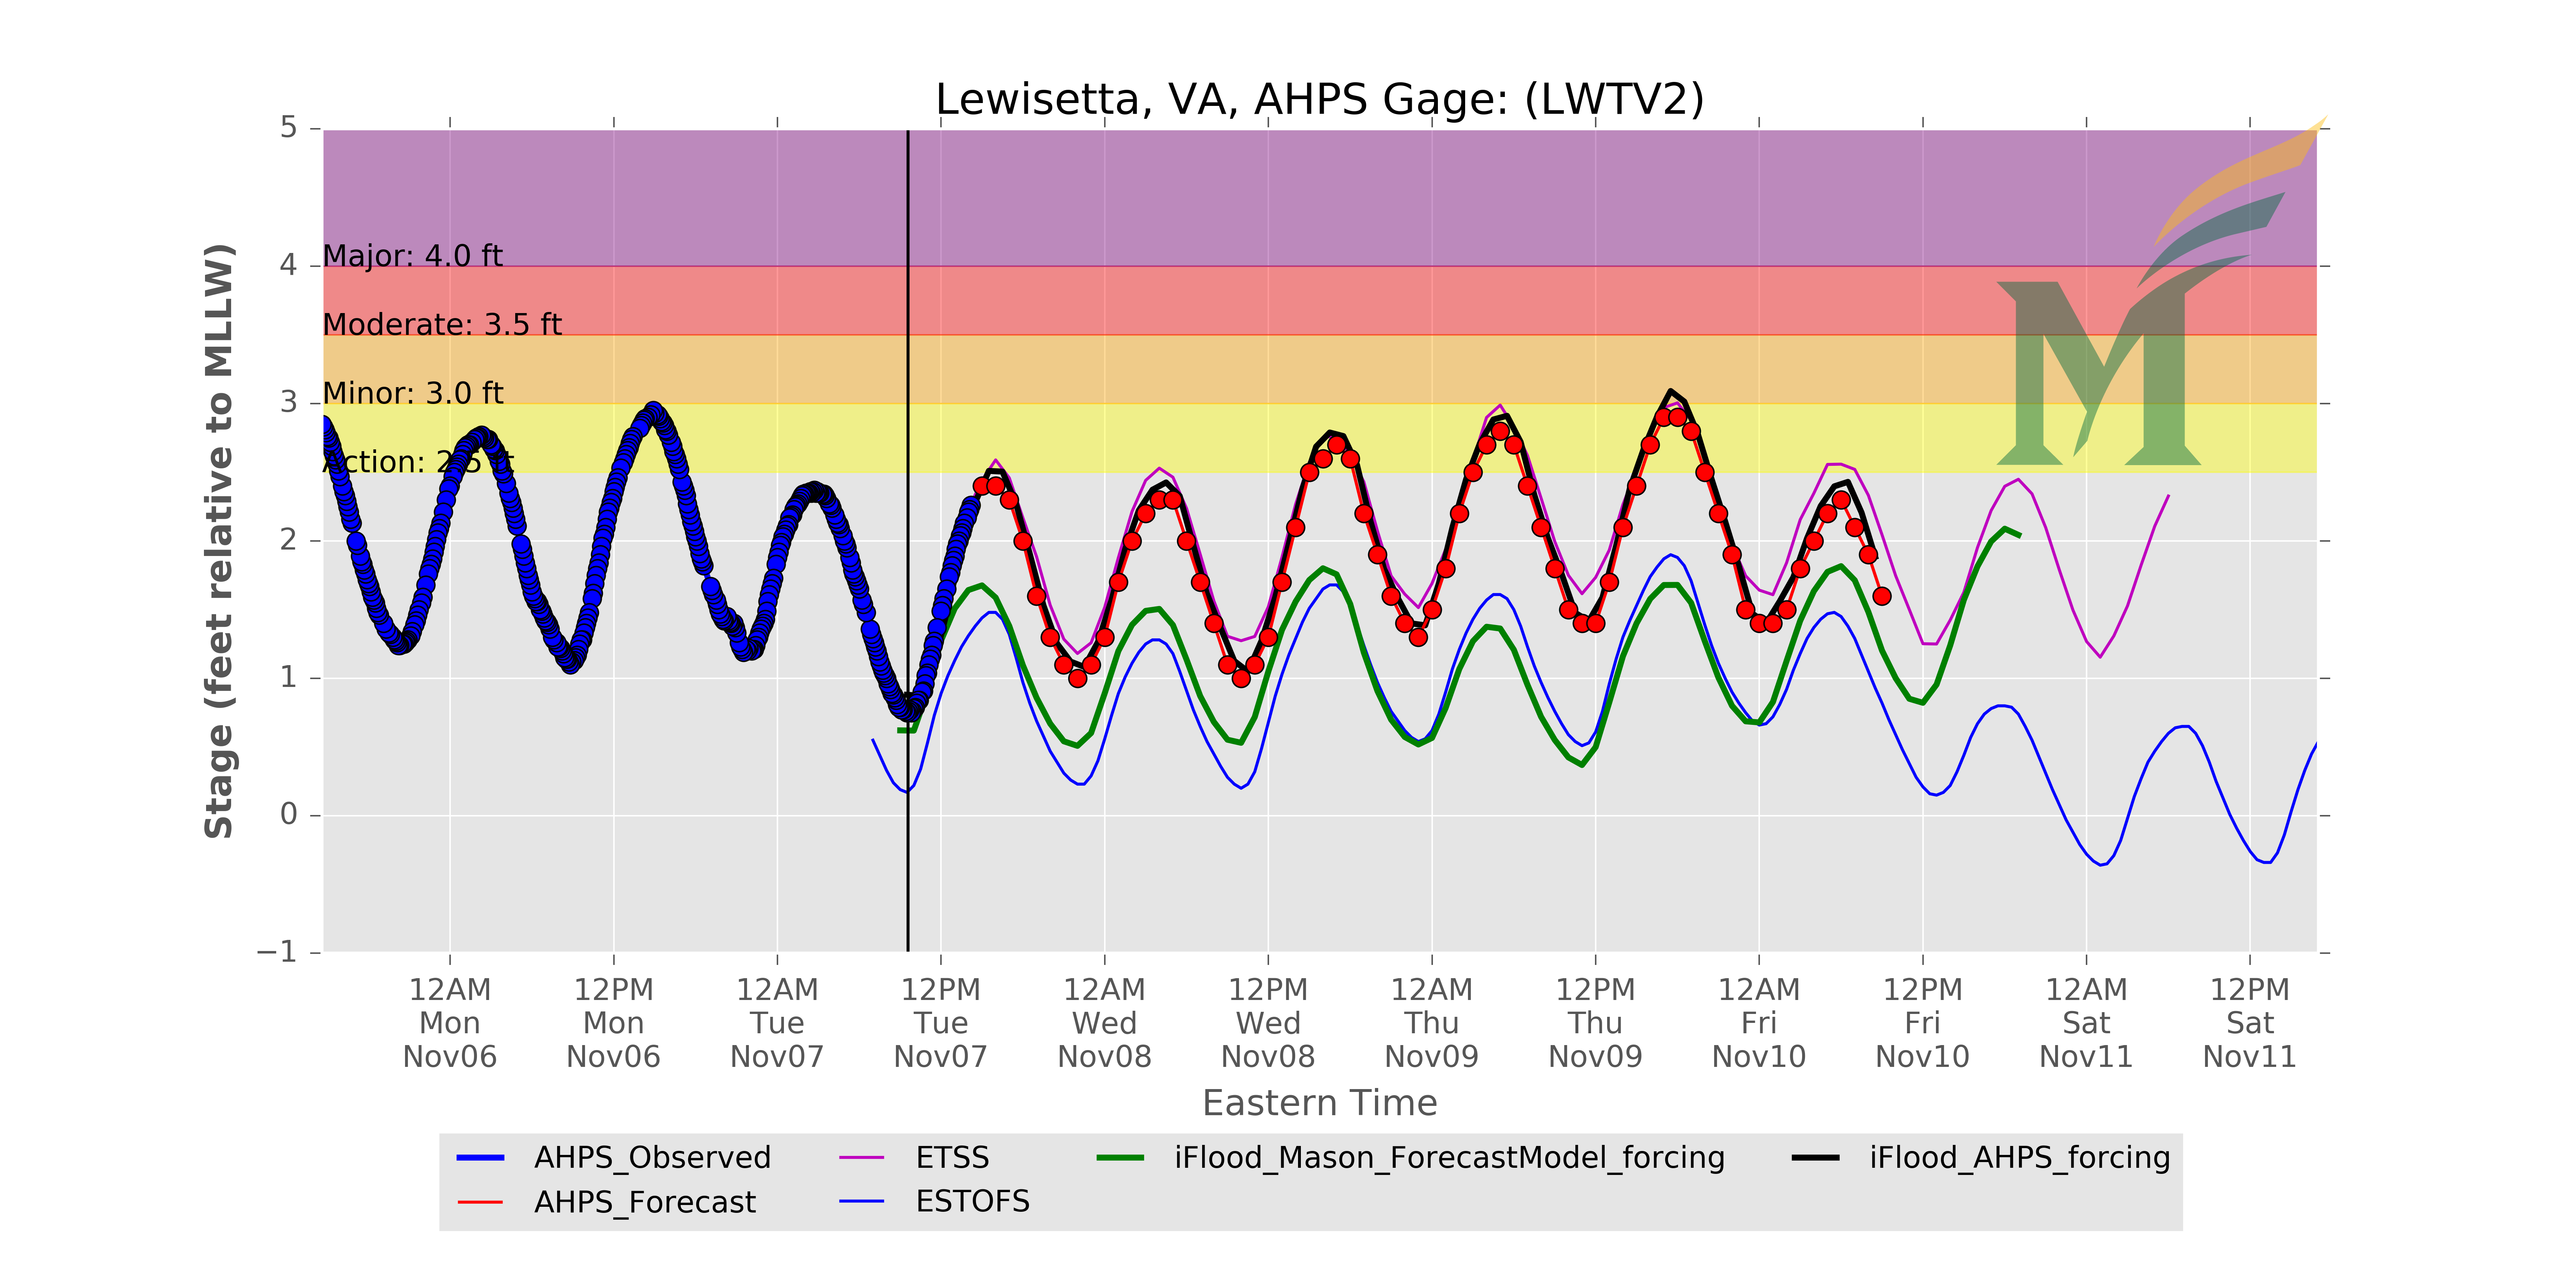 Lewisetta, VA, AHPS Gage: (LWTV2)
Stage (feet relative to MLLW)
5
4
3
2
1
0
−1
Major: 4.0 ft
Moderate: 3.5 ft
Minor: 3.0 ft
Action: 2.5 ft
M
12AM Mon Nov06
12PM Mon Nov06
12AM Tue Nov07
12PM Tue Nov07
12AM Wed Nov08
12PM Wed Nov08
12AM Thu Nov09
12PM Thu Nov09
12AM Fri Nov10
12PM Fri Nov10
12AM Sat Nov11
12PM Sat Nov11
Eastern Time
AHPS_Observed
AHPS_Forecast
ETSS
ESTOFS
iFlood_Mason_ForecastModel_forcing
iFlood_AHPS_forcing